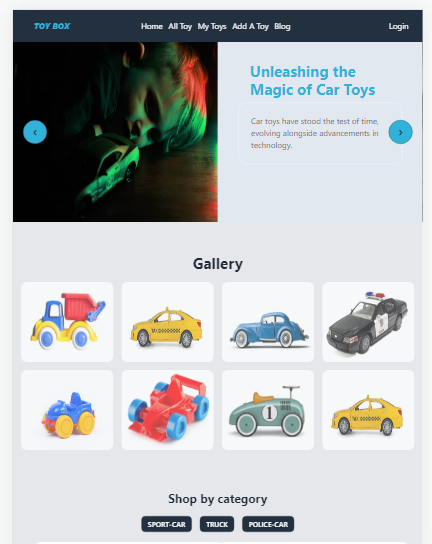 TOY BOX
Home All Toy My Toys Add A Toy Blog
Login
Unleashing the
Magic of Car Toys
Car toys have stood the test of time,
evolving alongside advancements in
technology.
‹
›
Gallery
1
Shop by category
SPORT-CAR TRUCK POLICE-CAR